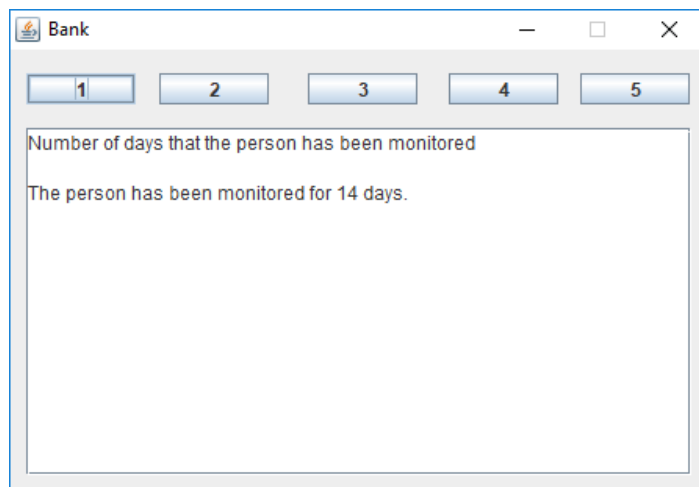 Bank
1 2 3 4 5
Number of days that the person has been monitored
The person has been monitored for 14 days.